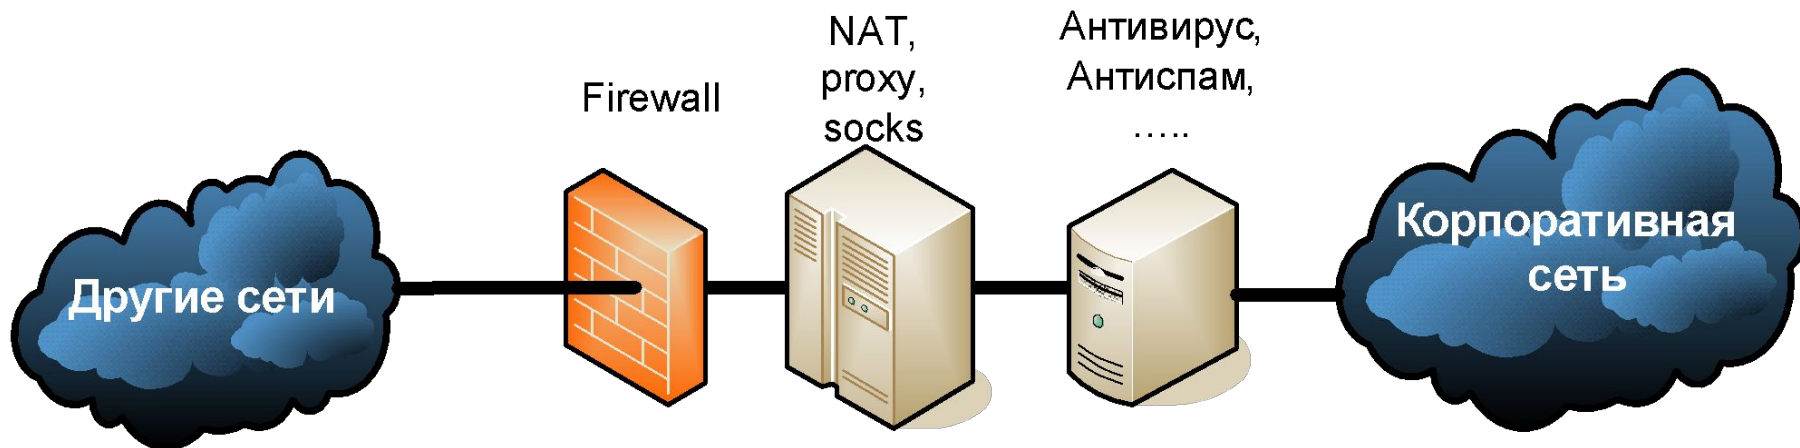 Другие сети
Firewall
NAT,
proxy,
socks
Антивирус,
Антиспам,
.....
Корпоративная
сеть